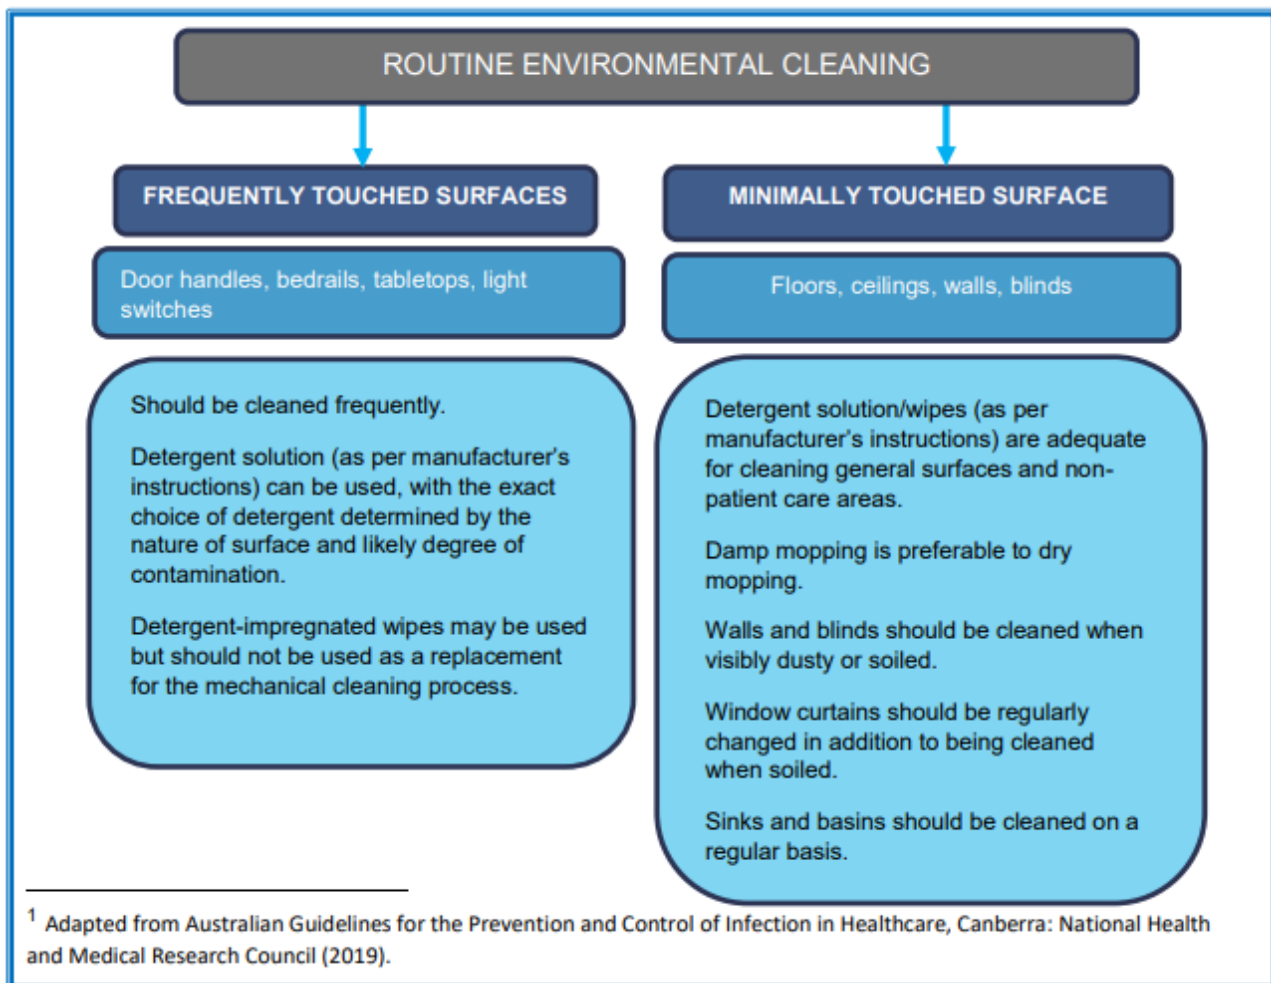 ROUTINE ENVIRONMENTAL CLEANING
FREQUENTLY TOUCHED SURFACES
Door handles, bedrails, tabletops, light
switches
Should be cleaned frequently.
Detergent solution (as per manufacturer's
instructions) can be used, with the exact
choice of detergent determined by the
nature of surface and likely degree of
contamination.
Detergent-impregnated wipes may be used
but should not be used as a replacement
for the mechanical cleaning process.
MINIMALLY TOUCHED SURFACE
Floors, ceilings, walls, blinds
Detergent solution/wipes (as per
manufacturer's instructions) are adequate
for cleaning general surfaces and non-
patient care areas.
Damp mopping is preferable to dry
mopping.
Walls and blinds should be cleaned when
visibly dusty or soiled.
Window curtains should be regularly
changed in addition to being cleaned
when soiled.
Sinks and basins should be cleaned on a
regular basis.
1 Adapted from Australian Guidelines for the Prevention and Control of Infection in Healthcare, Canberra: National Health
and Medical Research Council (2019).